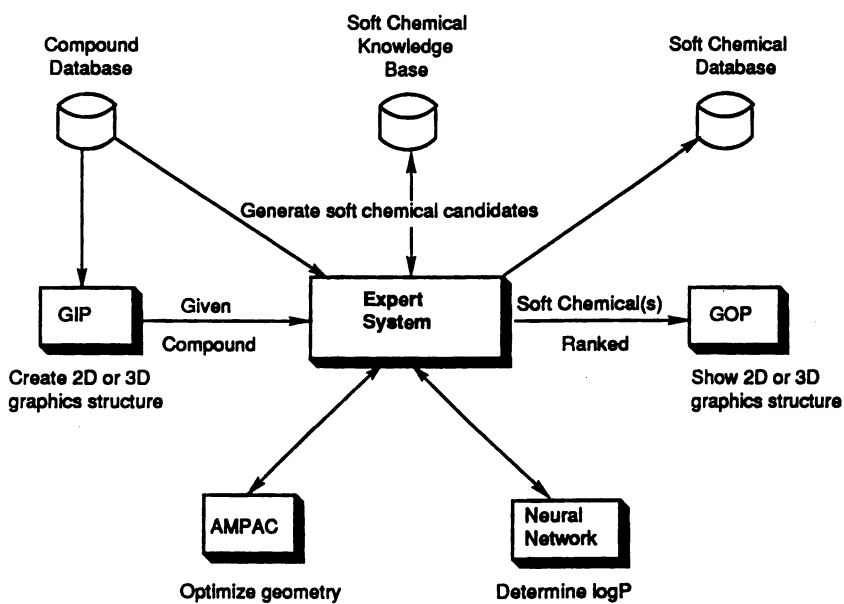 Compound
Database
Soft Chemical
Knowledge
Base
Soft Chemical
Database
Generate soft chemical candidates
GIP
Given
Compound
Expert
System
Soft Chemical(s)
Ranked
GOP
Create 2D or 3D
graphics structure
Show 2D or 3D
graphics structure
AMPAC
Neural
Network
Optimize geometry
Determine logP